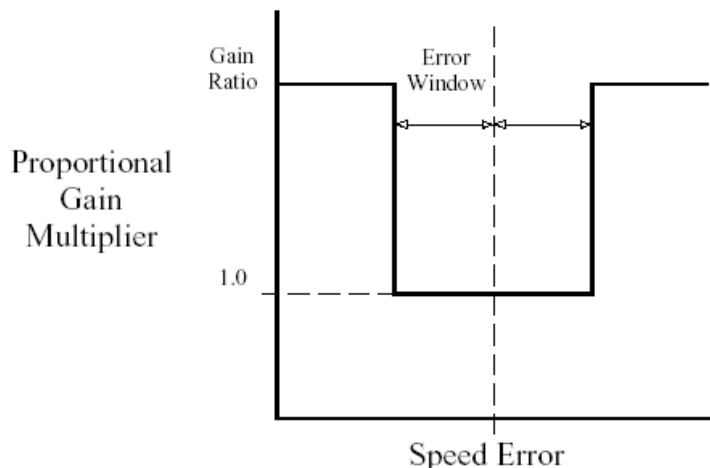 Gain
Ratio
Error
Window
Proportional
Gain
Multiplier
1.0
Speed Error